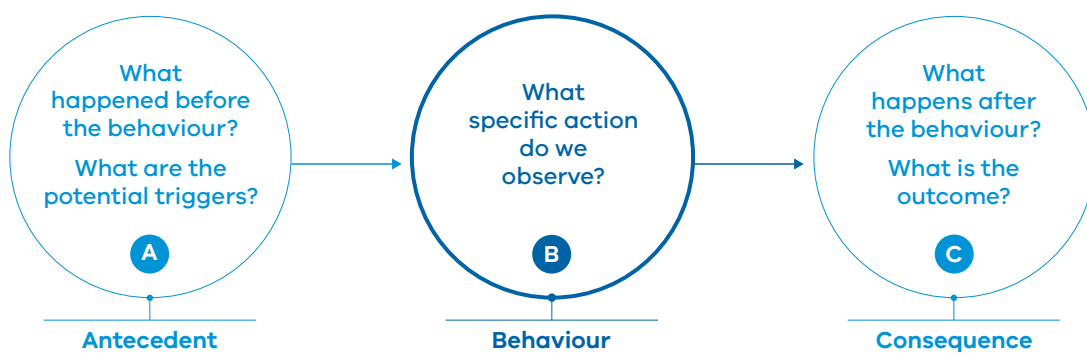 What
happened before
the behaviour?
What are the
potential triggers?
A
Antecedent
What
specific action
do we
observe?
B
Behaviour
What
happens after
the behaviour?
What is the
outcome?
C
Consequence